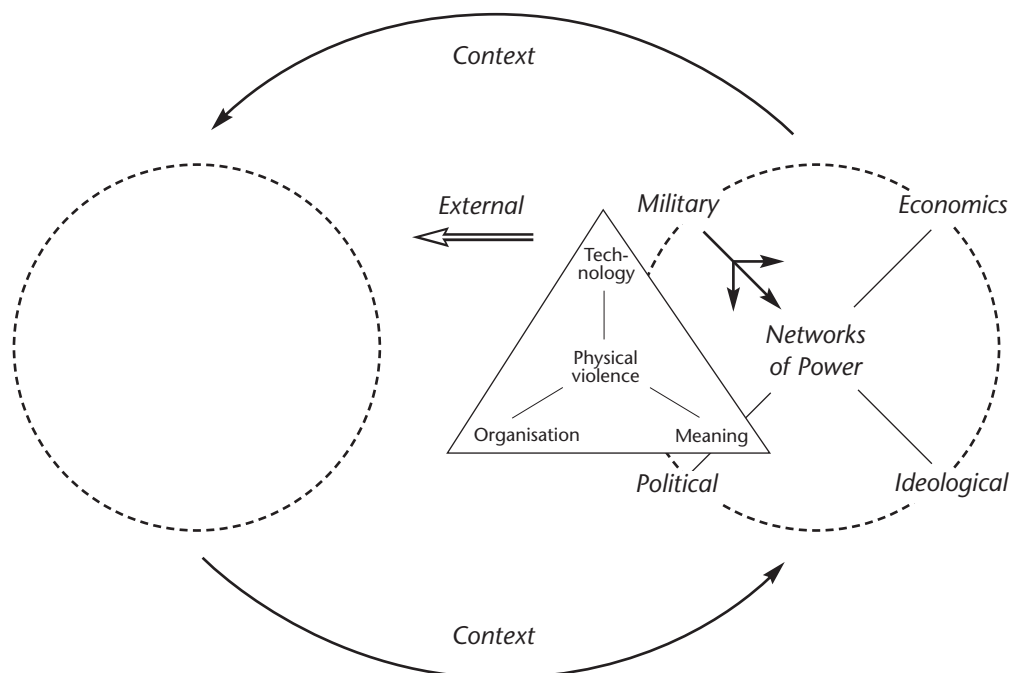 Context
External
Military
Economics
Tech-
nology
Networks
of Power
Physical
violence
Organisation
Meaning
Political
Ideological
Context